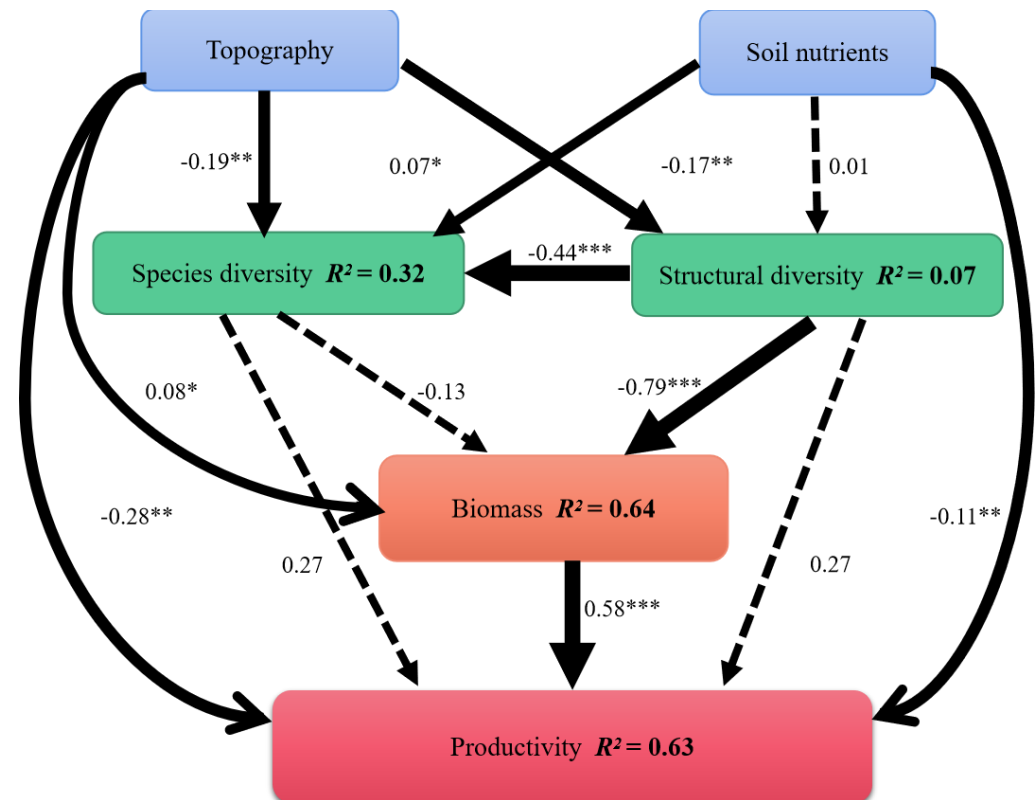 Topography
Soil nutrients
-0.19**
0.07*
-0.17**
0.01
Species diversity R² = 0.32
-0.44***
Structural diversity R² = 0.07
0.08*
-0.13
-0.79***
Biomass R² = 0.64
-0.28**
0.27
0.58***
0.27
-0.11**
Productivity R² = 0.63